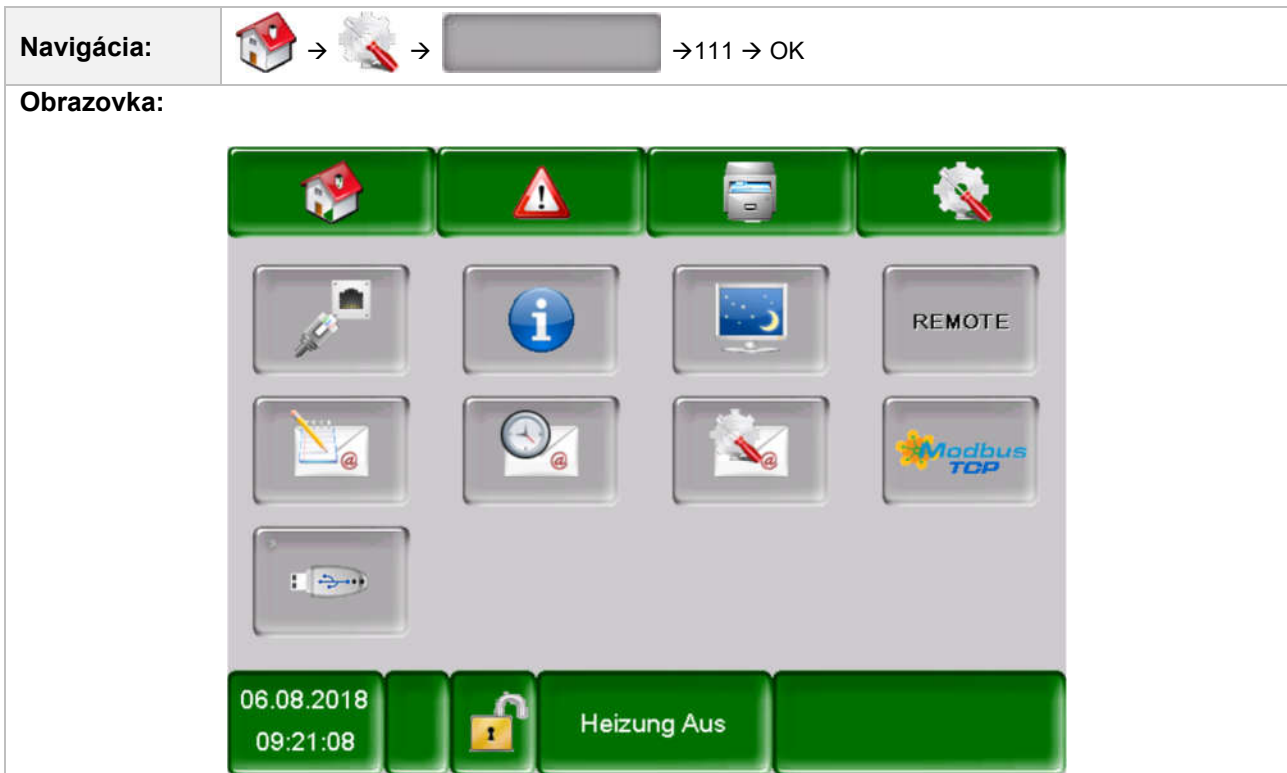 Navigácia: → → →111 → OK
Obrazovka:
REMOTE
@ @ @ Modbus
TCP
06.08.2018
09:21:08
Heizung Aus